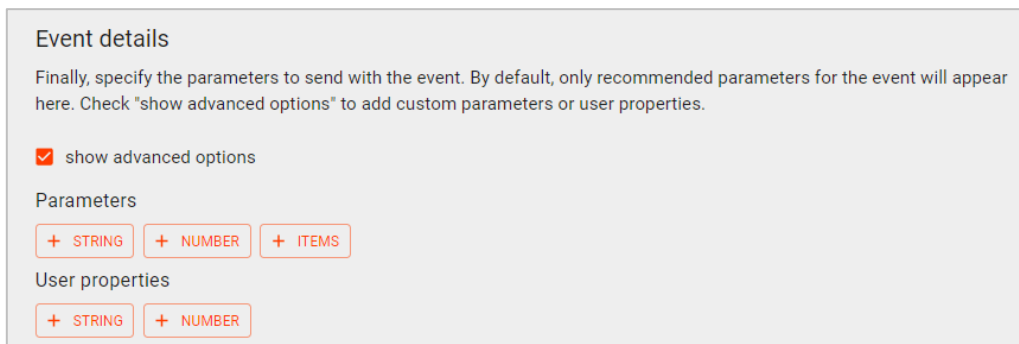 Event details
Finally, specify the parameters to send with the event. By default, only recommended parameters for the event will appear
here. Check "show advanced options" to add custom parameters or user properties.
show advanced options
Parameters
+ STRING + NUMBER + ITEMS
User properties
+ STRING + NUMBER